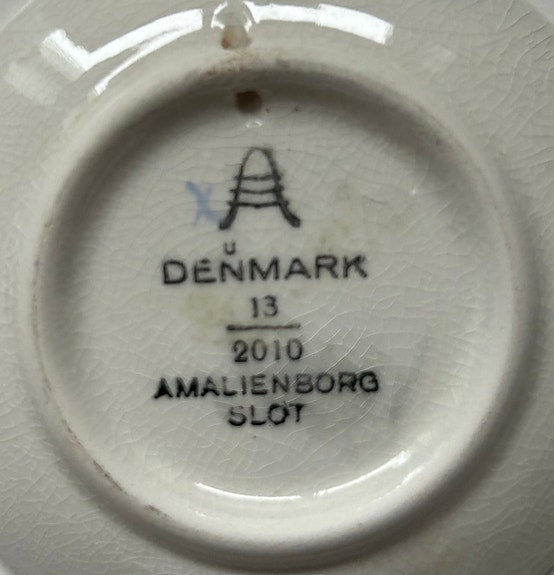 X
U
DENMARK
13
2010
AMALIENBORG
SLOT